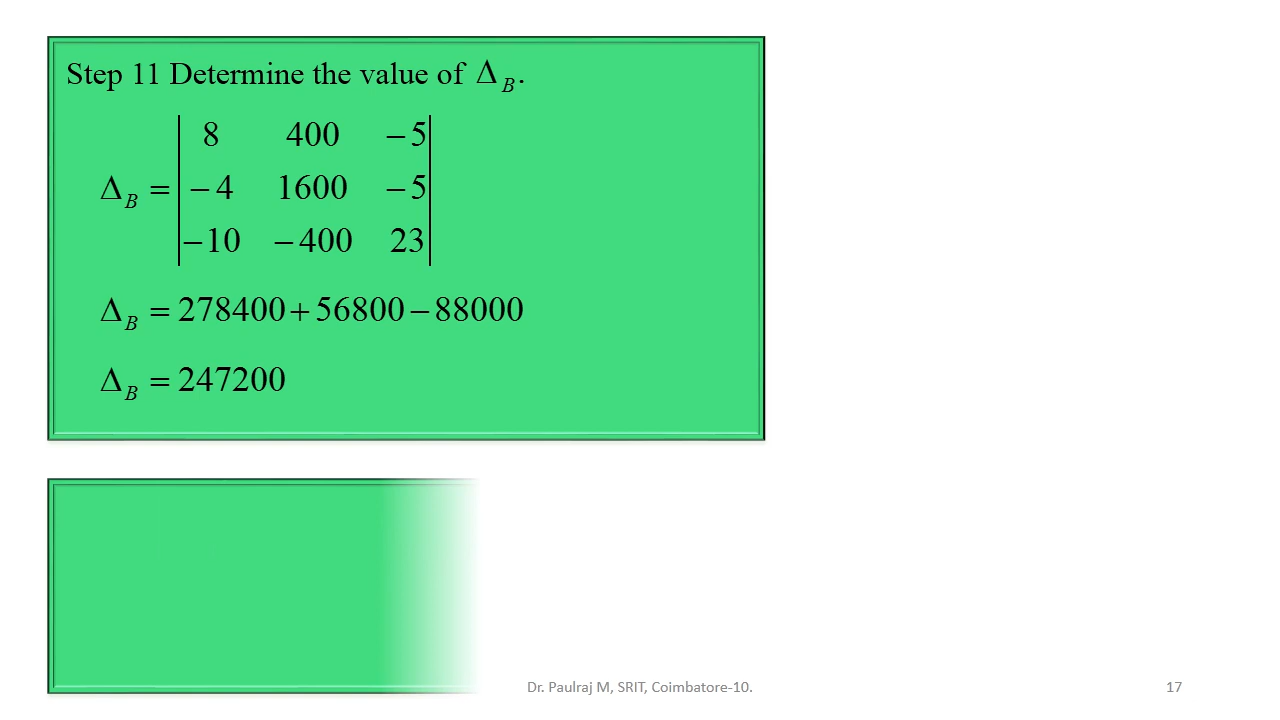 Step 11 Determine the value of Δ_B.
8 400 −5
Δ_B = −4 1600 −5
−10 −400 23
Δ_B = 278400+56800−88000
Δ_B = 247200
Dr. Paulraj M, SRIT, Coimbatore-10.
17